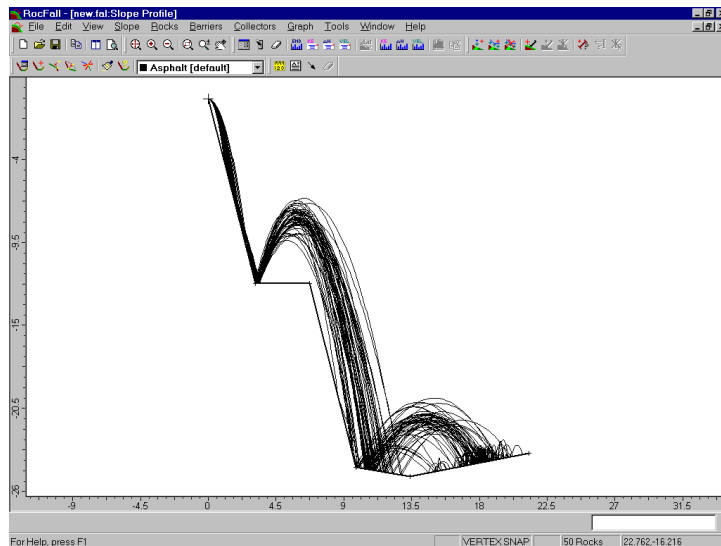 RocFall - [new.fal:Slope Profile]
File Edit View Slope Rocks Barriers Collectors Graph Tools Window Help
Asphalt [default]
-4
-9.5
-15
-20.5
-26
-9 -4.5 0 4.5 9 13.5 18 22.5 27 31.5
For Help, press F1 VERTEX SNAP 50 Rocks 22.762,-16.216